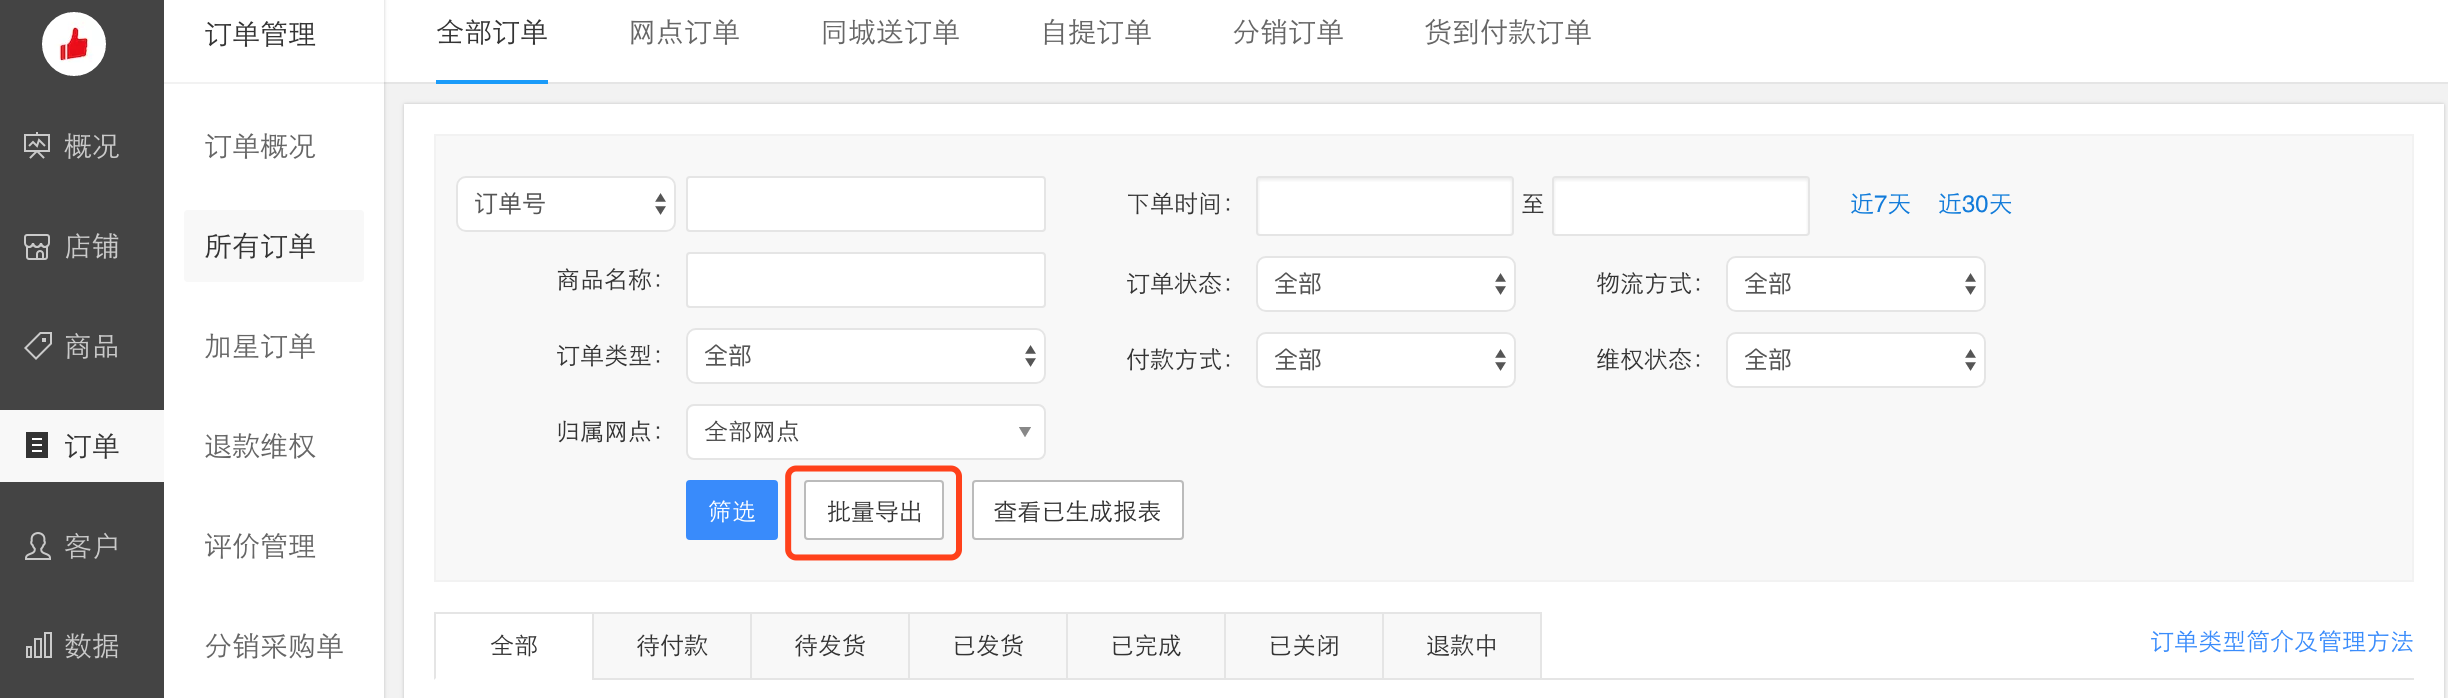 概况
店铺
商品
订单
客户
数据
订单管理
订单概况
所有订单
加星订单
退款维权
评价管理
分销采购单
全部订单 网点订单 同城送订单 自提订单 分销订单 货到付款订单
订单号 下单时间： 至 近7天 近30天
商品名称： 订单状态： 全部 物流方式： 全部
订单类型： 全部 付款方式： 全部 维权状态： 全部
归属网点： 全部网点
筛选 批量导出 查看已生成报表
全部 待付款 待发货 已发货 已完成 已关闭 退款中 订单类型简介及管理方法